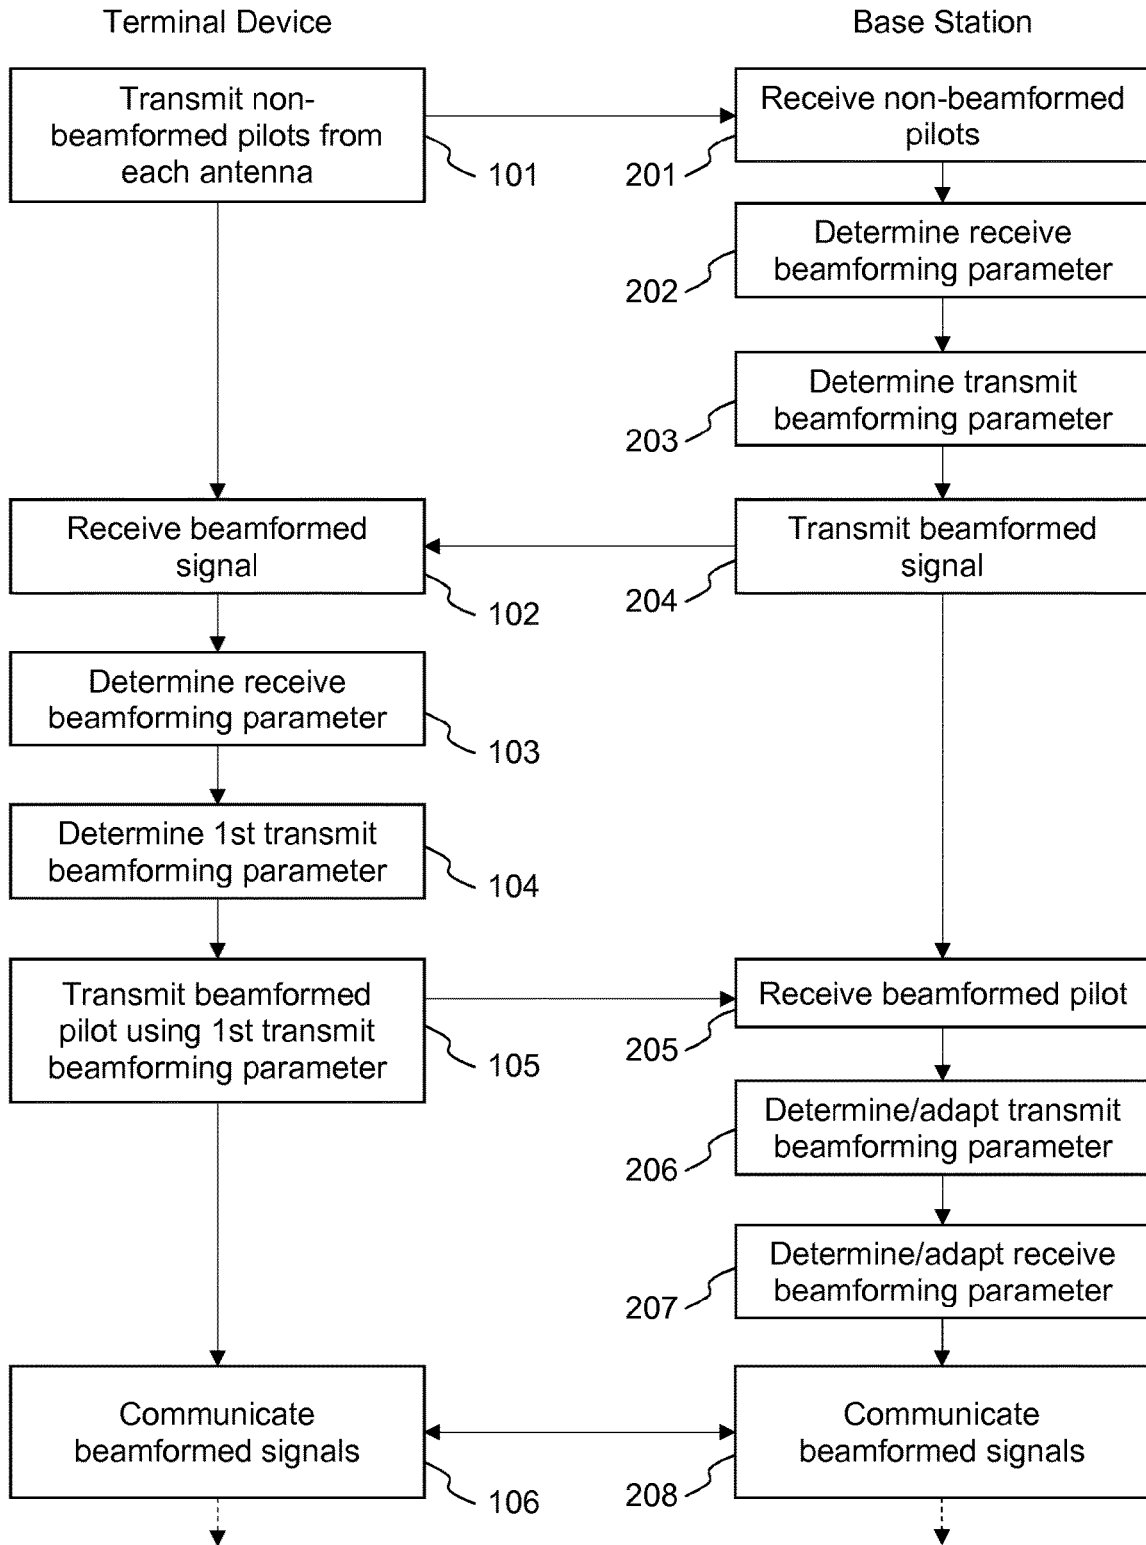 Terminal Device
Base Station
Transmit non-
beamformed pilots from
each antenna
101
Receive non-beamformed
pilots
201
Determine receive
beamforming parameter
202
Determine transmit
beamforming parameter
203
Receive beamformed
signal
102
Transmit beamformed
signal
204
Determine receive
beamforming parameter
103
Determine 1st transmit
beamforming parameter
104
Transmit beamformed
pilot using 1st transmit
beamforming parameter
105
Receive beamformed pilot
205
Determine/adapt transmit
beamforming parameter
206
Determine/adapt receive
beamforming parameter
207
Communicate
beamformed signals
106
Communicate
beamformed signals
208